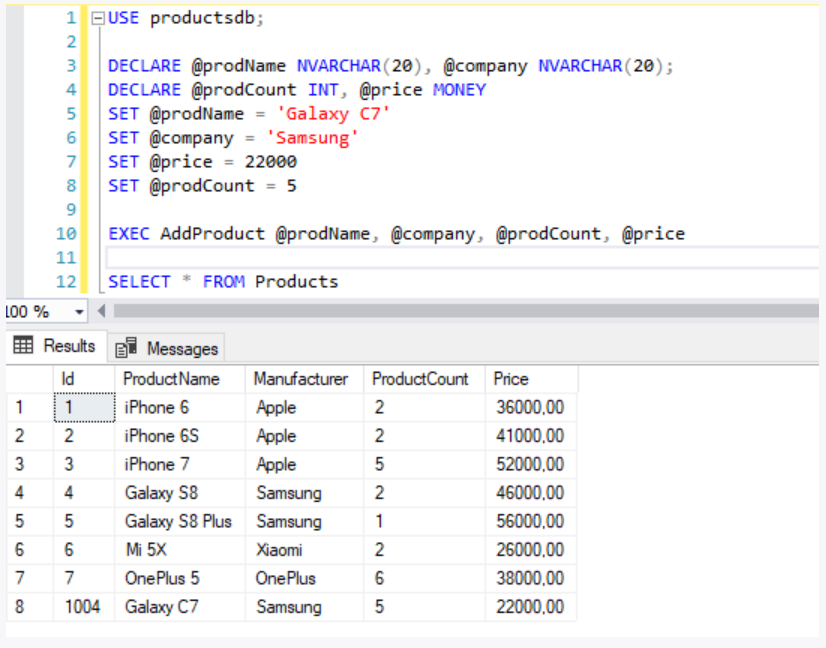 1 USE productsdb;
2
3 DECLARE @prodName NVARCHAR(20), @company NVARCHAR(20);
4 DECLARE @prodCount INT, @price MONEY
5 SET @prodName = 'Galaxy C7'
6 SET @company = 'Samsung'
7 SET @price = 22000
8 SET @prodCount = 5
9
10 EXEC AddProduct @prodName, @company, @prodCount, @price
11
12 SELECT * FROM Products
100 %
Results Messages
Id ProductName Manufacturer ProductCount Price
1 1 iPhone 6 Apple 2 36000,00
2 2 iPhone 6S Apple 2 41000,00
3 3 iPhone 7 Apple 5 52000,00
4 4 Galaxy S8 Samsung 2 46000,00
5 5 Galaxy S8 Plus Samsung 1 56000,00
6 6 Mi 5X Xiaomi 2 26000,00
7 7 OnePlus 5 OnePlus 6 38000,00
8 1004 Galaxy C7 Samsung 5 22000,00